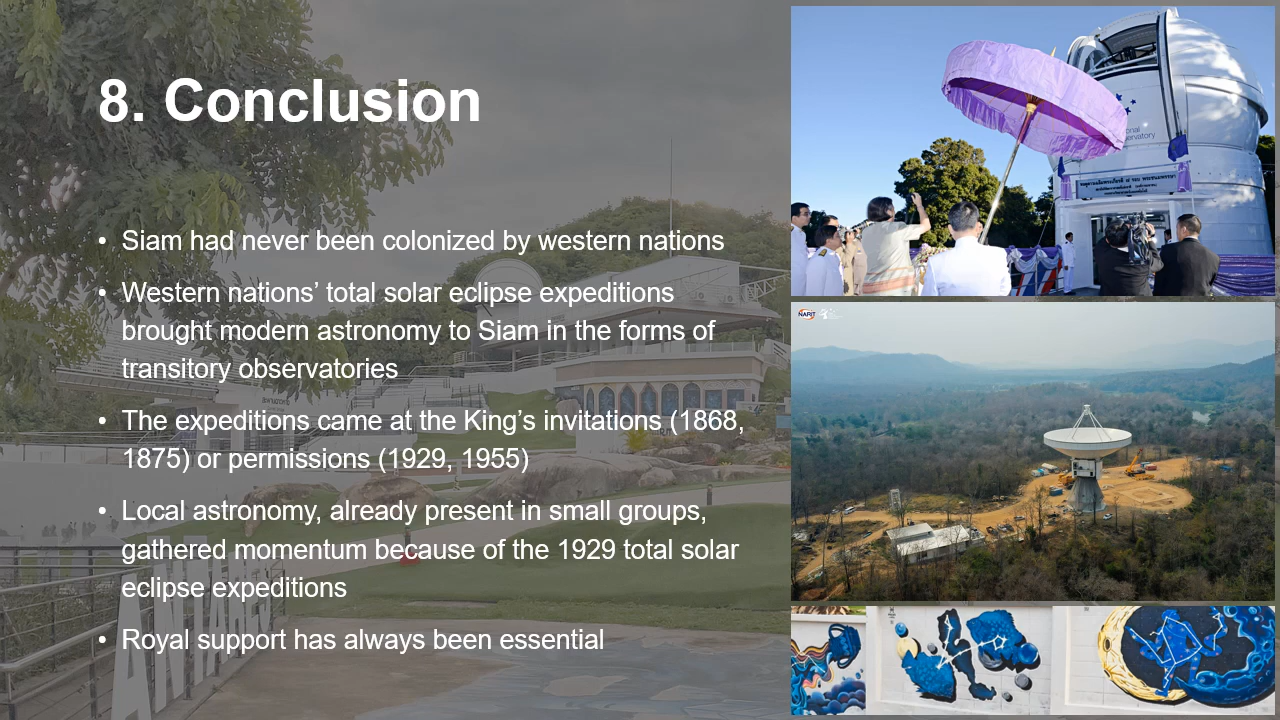 8. Conclusion
• Siam had never been colonized by western nations
• Western nations’ total solar eclipse expeditions
brought modern astronomy to Siam in the forms of
transitory observatories
• The expeditions came at the King’s invitations (1868,
1875) or permissions (1929, 1955)
• Local astronomy, already present in small groups,
gathered momentum because of the 1929 total solar
eclipse expeditions
• Royal support has always been essential
NARIT